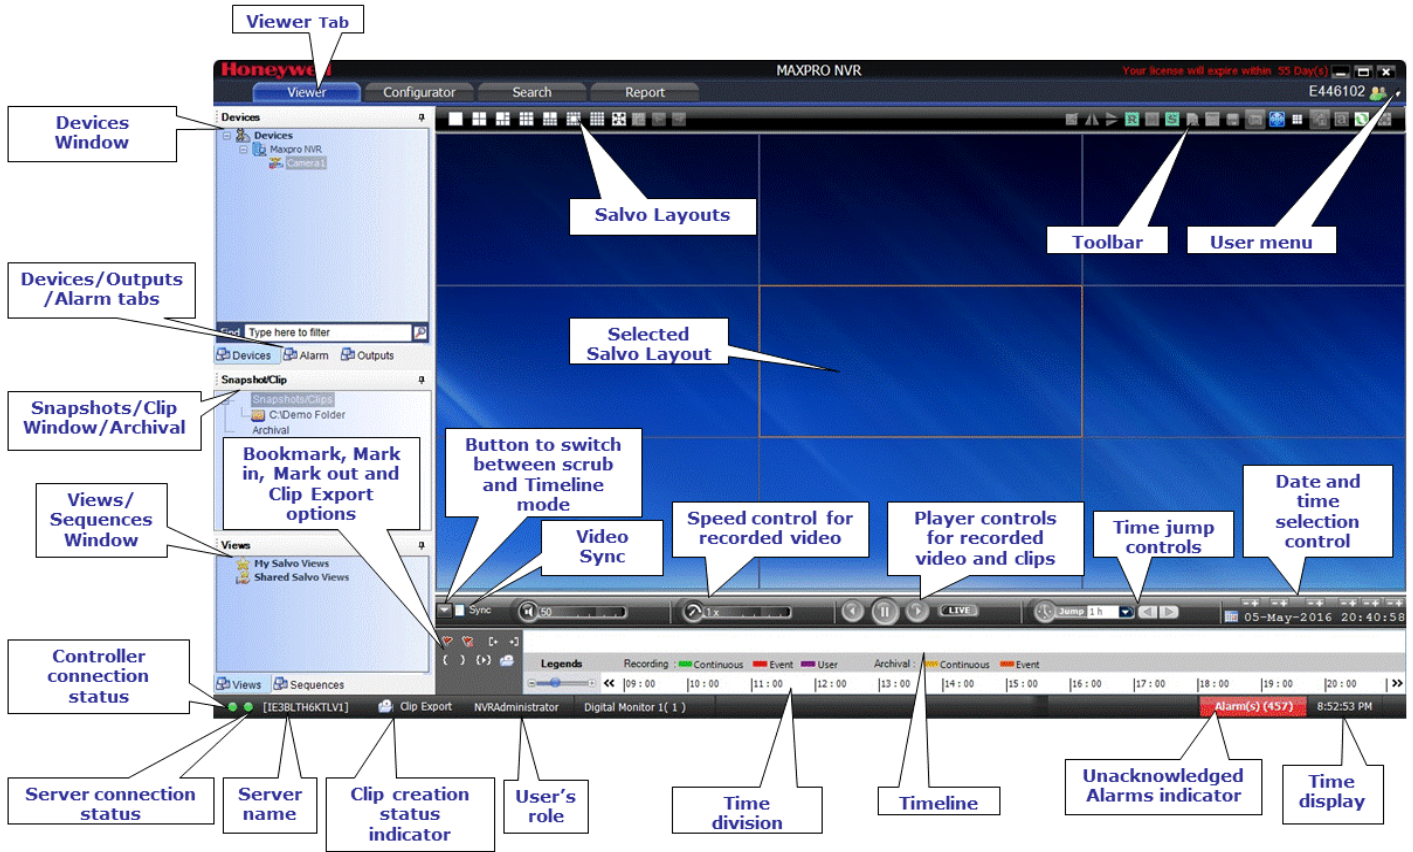 Viewer Tab
Honeywell
MAXPRO NVR
Your license will expire within 55 Day(s)
Viewer
Configurator
Search
Report
E446102
Devices
Window
Devices
Devices
Maxpro NVR
Camera1
Salvo Layouts
Toolbar
User menu
Devices/Outputs
/Alarm tabs
Find
Type here to filter
Devices
Alarm
Outputs
Selected
Salvo Layout
Snapshot/Clip
Snapshots/Clips
C:\Demo Folder
Archival
Snapshots/Clip
Window/Archival
Bookmark, Mark
in, Mark out and
Clip Export
options
Button to switch
between scrub
and Timeline
mode
Views/
Sequences
Window
Video
Sync
Speed control for
recorded video
Player controls
for recorded
video and clips
Time jump
controls
Date and
time
selection
control
Views
My Salvo Views
Shared Salvo Views
Sync
50
1x
LIVE
Jump
1 h
05-May-2016 20:40:58
Legends
Recording :
Continuous
Event
User
Archival :
Continuous
Event
09:00
10:00
11:00
12:00
13:00
14:00
15:00
16:00
17:00
18:00
19:00
20:00
Views
Sequences
Controller
connection
status
[IE3BLTH6KTLV1]
Clip Export
NVRAdministrator
Digital Monitor 1( 1 )
Alarm(s) (457)
8:52:53 PM
Server connection
status
Server
name
Clip creation
status
indicator
User's
role
Time
division
Timeline
Unacknowledged
Alarms indicator
Time
display